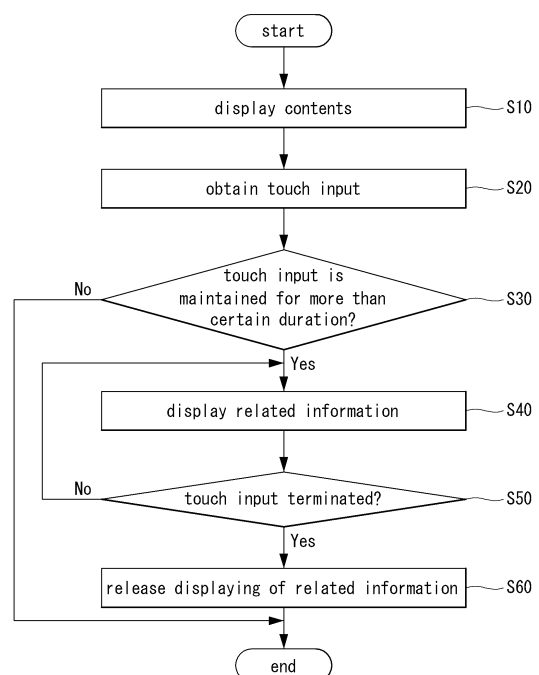 start
display contents
S10
obtain touch input
S20
touch input is
maintained for more than
certain duration?
S30
No
Yes
display related information
S40
touch input terminated?
S50
No
Yes
release displaying of related information
S60
end